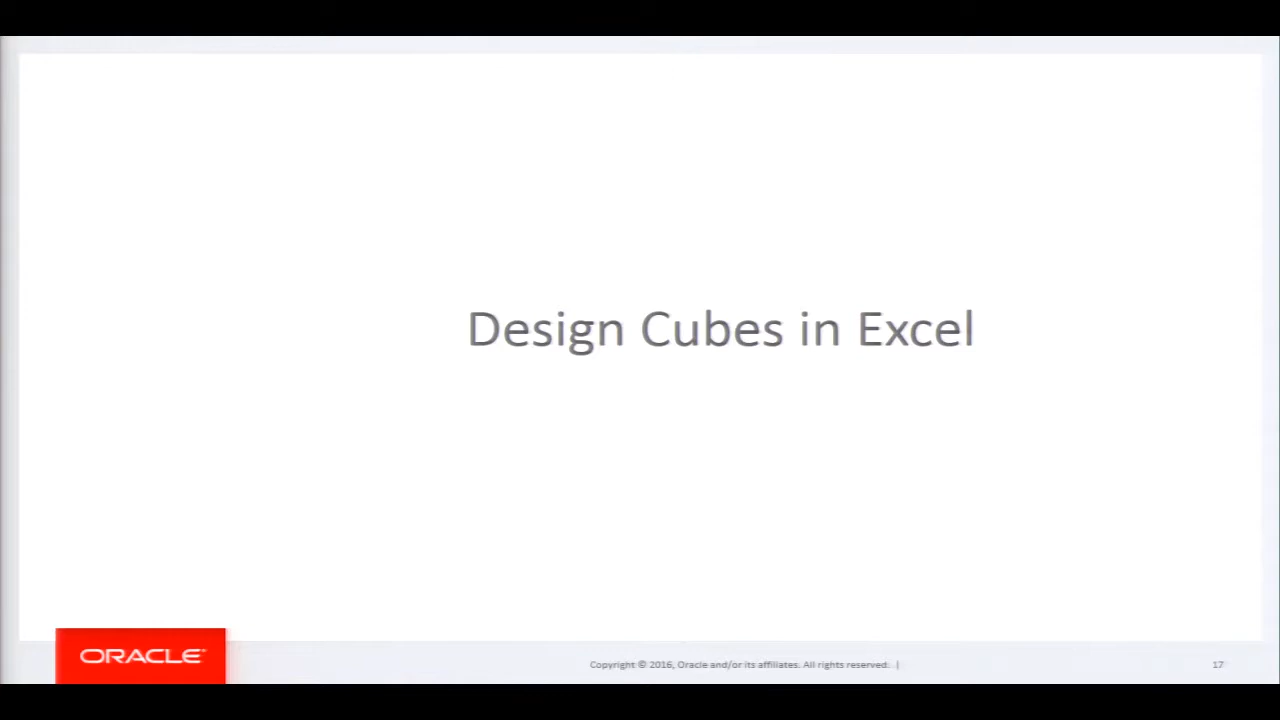 Design Cubes in Excel
ORACLE
Copyright © 2016, Oracle and/or its affiliates. All rights reserved. |
17